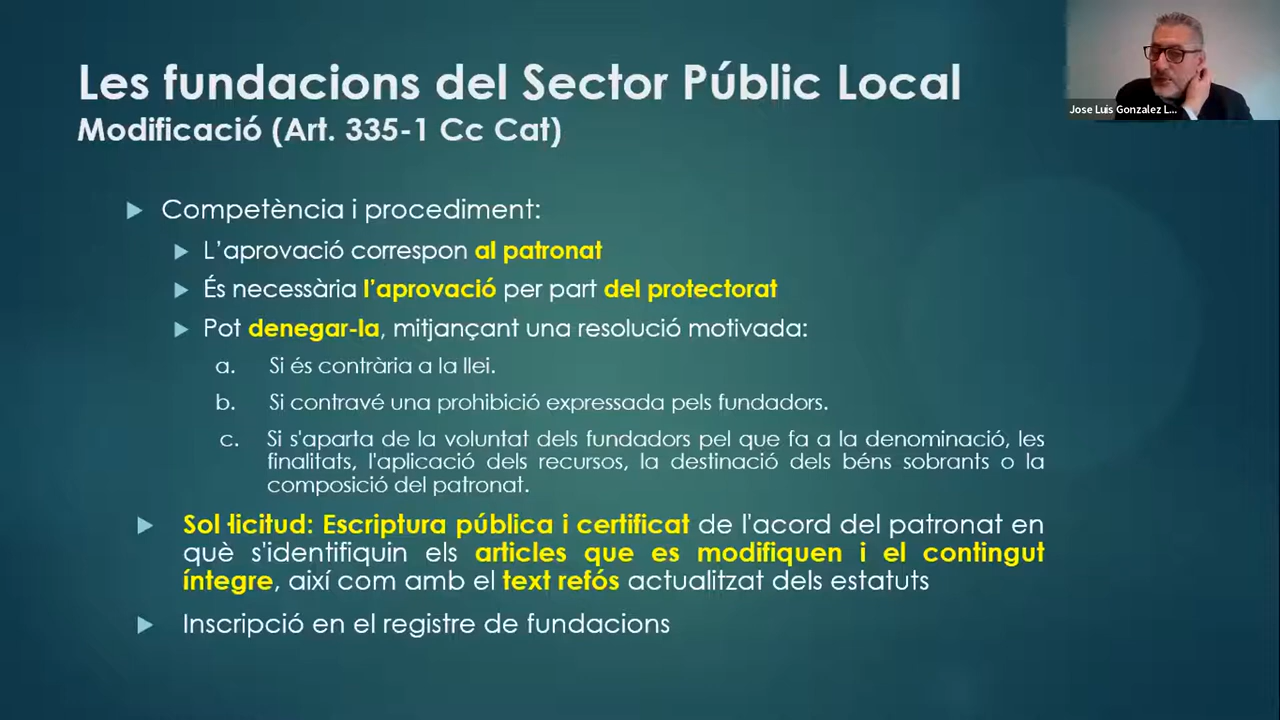 Les fundacions del Sector Públic Local
Modificació (Art. 335-1 Cc Cat)
Jose Luis Gonzalez L...
Competència i procediment:
L'aprovació correspon al patronat
És necessària l'aprovació per part del protectorat
Pot denegar-la, mitjançant una resolució motivada:
a. Si és contrària a la llei.
b. Si contravé una prohibició expressada pels fundadors.
c. Si s'aparta de la voluntat dels fundadors pel que fa a la denominació, les
finalitats, l'aplicació dels recursos, la destinació dels béns sobrants o la
composició del patronat.
Sol·licitud: Escriptura pública i certificat de l'acord del patronat en
què s'identifiquin els articles que es modifiquen i el contingut
íntegre, així com amb el text refós actualitzat dels estatuts
Inscripció en el registre de fundacions